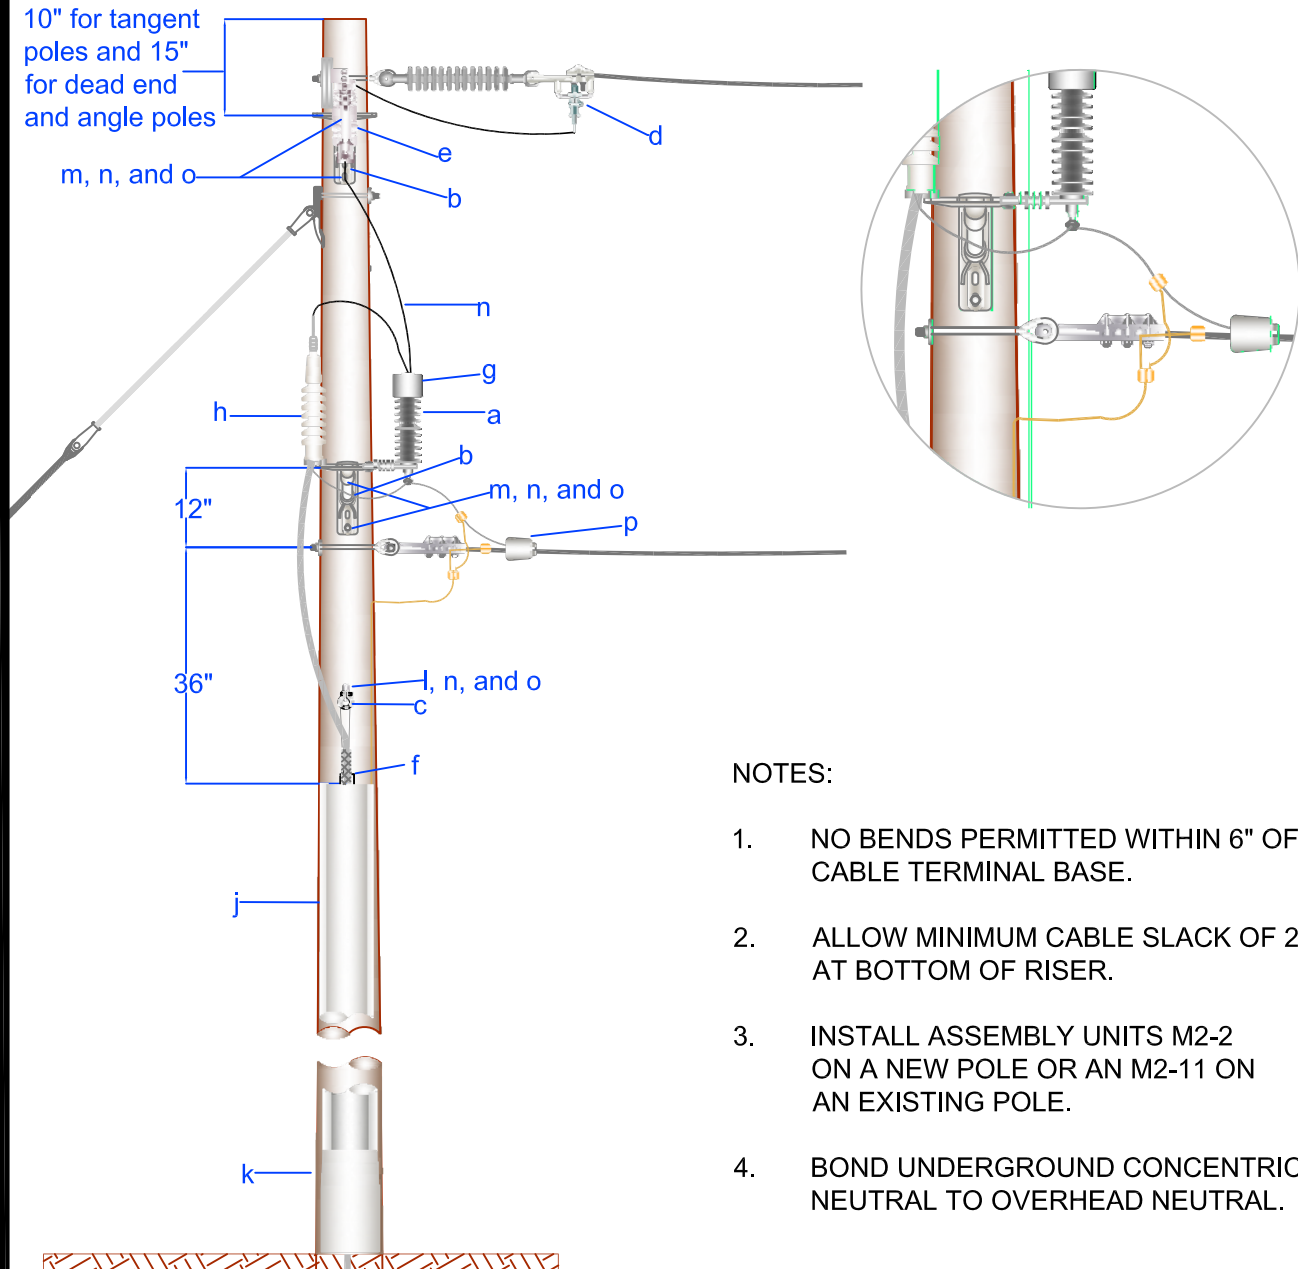 10" for tangent
poles and 15"
for dead end
and angle poles
d
e
m, n, and o
b
n
g
h
a
b
12"
m, n, and o
p
36"
l, n, and o
c
f
j
k
NOTES:
1. NO BENDS PERMITTED WITHIN 6" OF
CABLE TERMINAL BASE.
2. ALLOW MINIMUM CABLE SLACK OF 2
AT BOTTOM OF RISER.
3. INSTALL ASSEMBLY UNITS M2-2
ON A NEW POLE OR AN M2-11 ON
AN EXISTING POLE.
4. BOND UNDERGROUND CONCENTRIC
NEUTRAL TO OVERHEAD NEUTRAL.